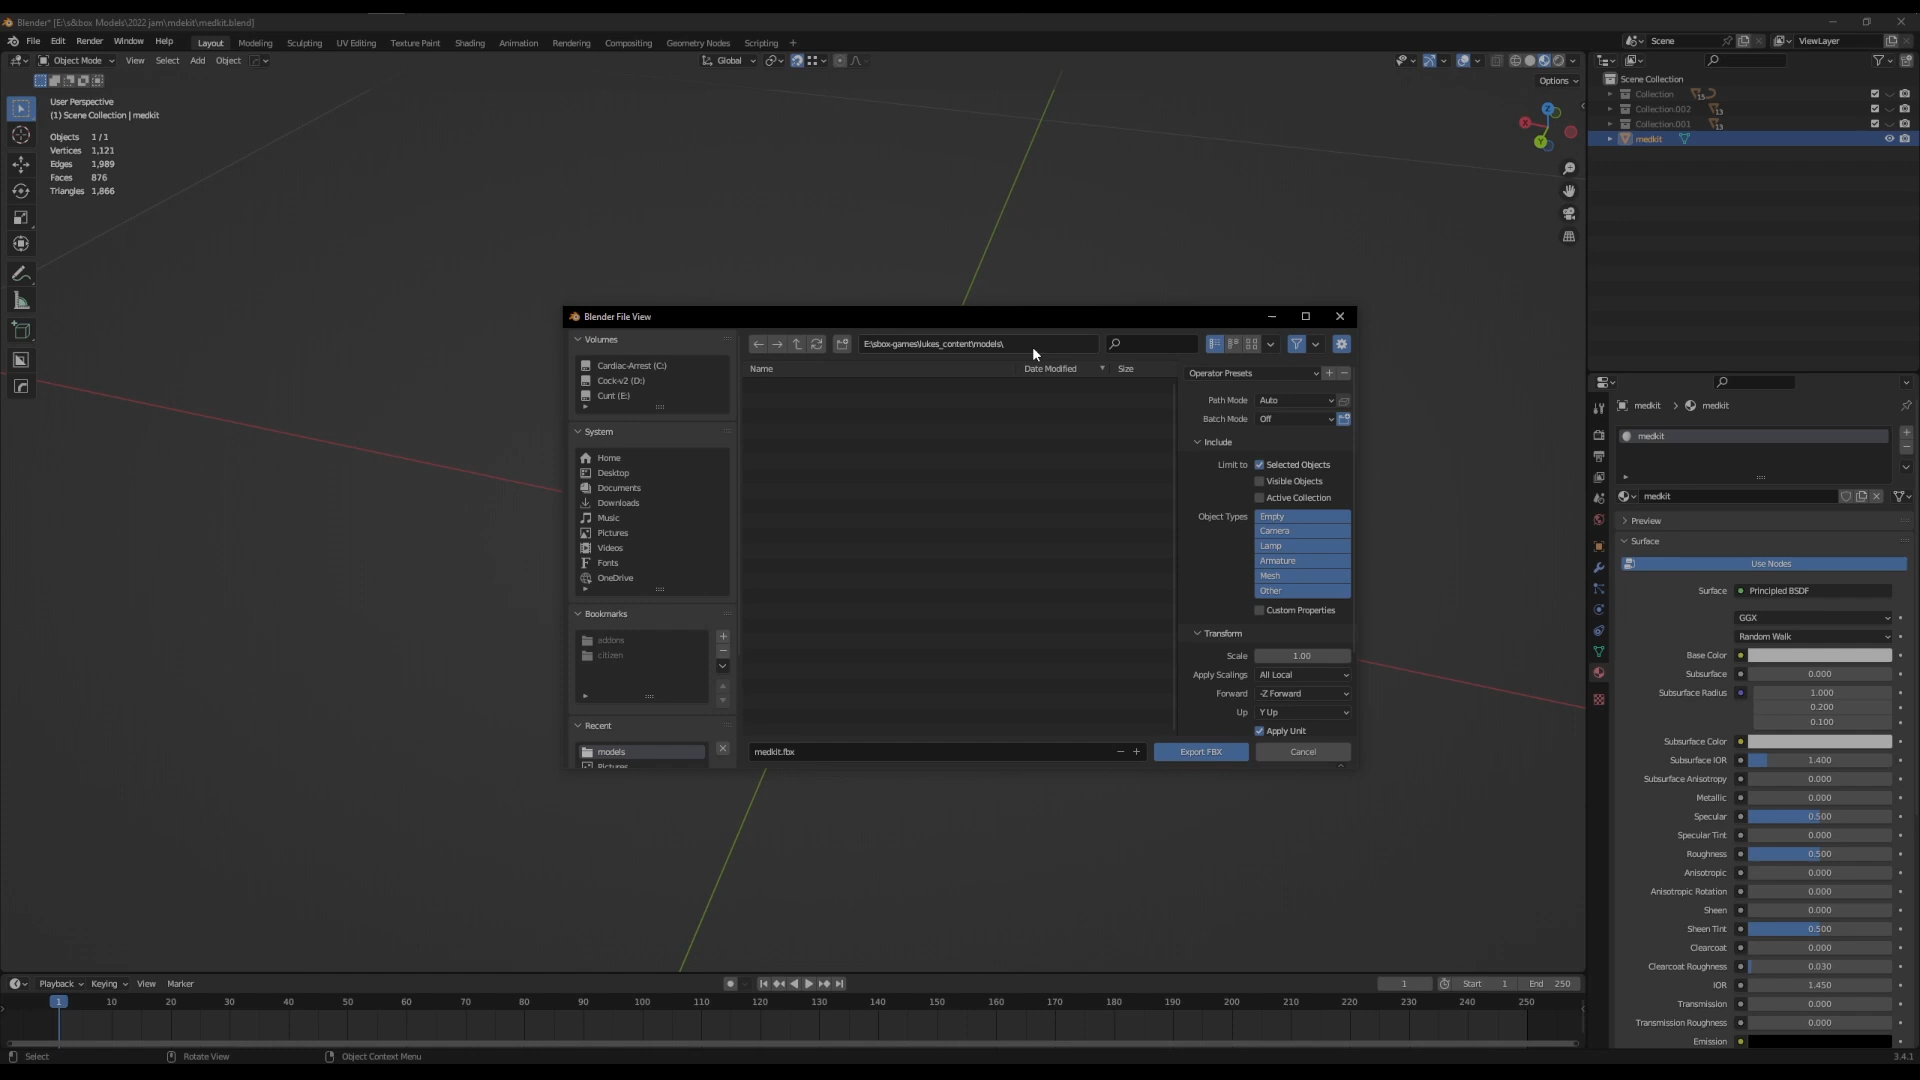 Blender* [E:\s&box Models\2022 jam\mdekit\medkit.blend]
File Edit Render Window Help Layout Modeling Sculpting UV Editing Texture Paint Shading Animation Rendering Compositing Geometry Nodes Scripting + Scene ViewLayer
Object Mode View Select Add Object Global
Options
User Perspective
(1) Scene Collection | medkit
Objects 1 / 1
Vertices 1,121
Edges 1,989
Faces 876
Triangles 1,866
Z
X
Y
Scene Collection
Collection 15
Collection.002 13
Collection.001 13
medkit
Blender File View
Volumes
Cardiac-Arrest (C:)
Cock-v2 (D:)
Cunt (E:)
System
Home
Desktop
Documents
Downloads
Music
Pictures
Videos
Fonts
OneDrive
Bookmarks
addons
citizen
Recent
models
Pictures
E:\sbox-games\lukes_content\models\
Name Date Modified Size
medkit.fbx
Operator Presets
Path Mode Auto
Batch Mode Off
Include
Limit to Selected Objects
Visible Objects
Active Collection
Object Types Empty
Camera
Lamp
Armature
Mesh
Other
Custom Properties
Transform
Scale 1.00
Apply Scalings All Local
Forward -Z Forward
Up Y Up
Apply Unit
Export FBX Cancel
medkit > medkit
medkit
medkit
Preview
Surface
Use Nodes
Surface Principled BSDF
GGX
Random Walk
Base Color
Subsurface 0.000
Subsurface Radius 1.000
0.200
0.100
Subsurface Color
Subsurface IOR 1.400
Subsurface Anisotropy 0.000
Metallic 0.000
Specular 0.500
Specular Tint 0.000
Roughness 0.500
Anisotropic 0.000
Anisotropic Rotation 0.000
Sheen 0.000
Sheen Tint 0.500
Clearcoat 0.000
Clearcoat Roughness 0.030
IOR 1.450
Transmission 0.000
Transmission Roughness 0.000
Emission
Playback Keying View Marker 1 Start 1 End 250
1 10 20 30 40 50 60 70 80 90 100 110 120 130 140 150 160 170 180 190 200 210 220 230 240 250
Select Rotate View Object Context Menu 3.4.1